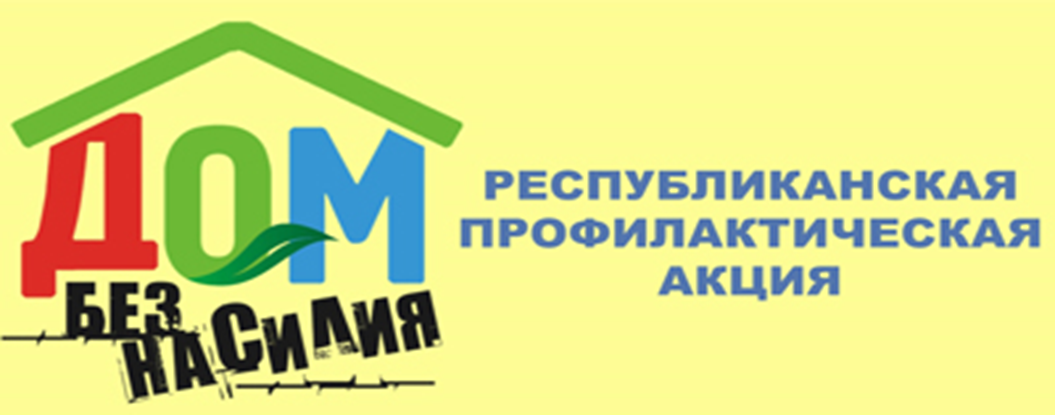 ДОМ
БЕЗ
НАСИЛИЯ
РЕСПУБЛИКАНСКАЯ
ПРОФИЛАКТИЧЕСКАЯ
АКЦИЯ